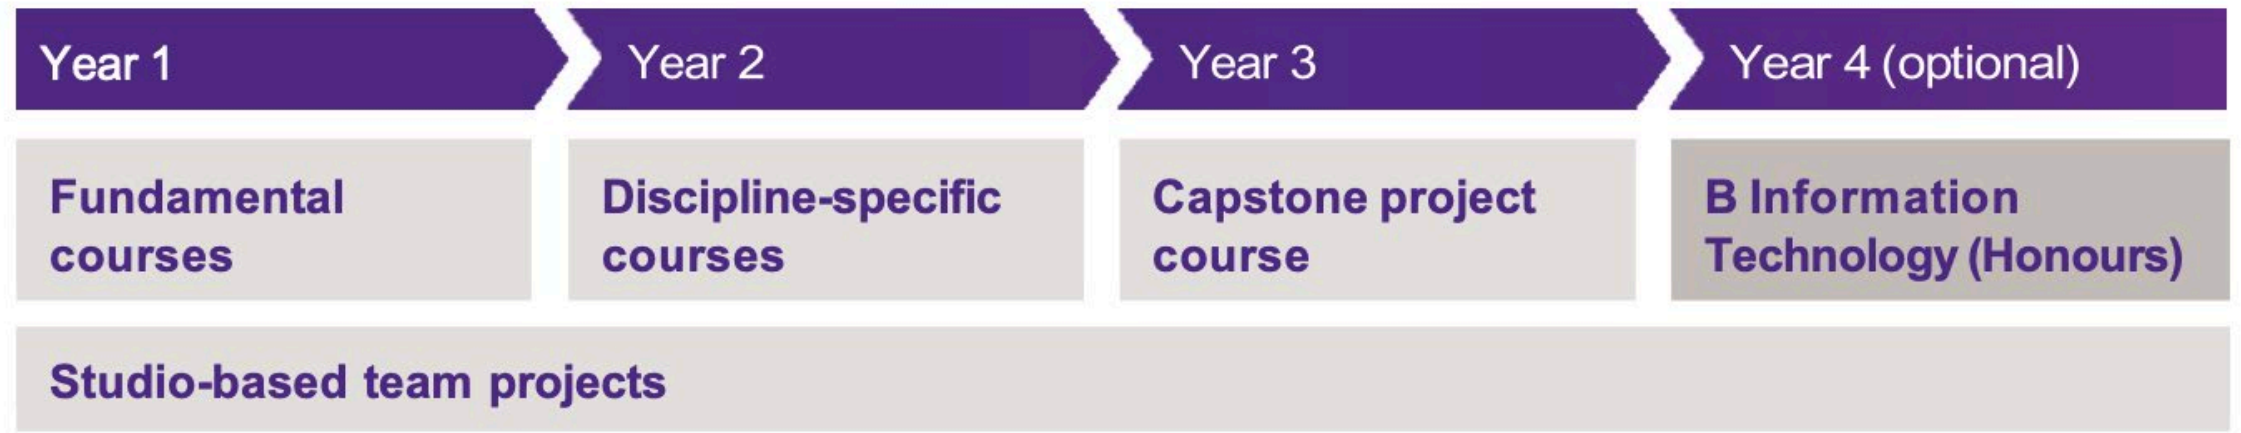 Year 1
Year 2
Year 3
Year 4 (optional)
Fundamental
courses
Discipline-specific
courses
Capstone project
course
B Information
Technology (Honours)
Studio-based team projects